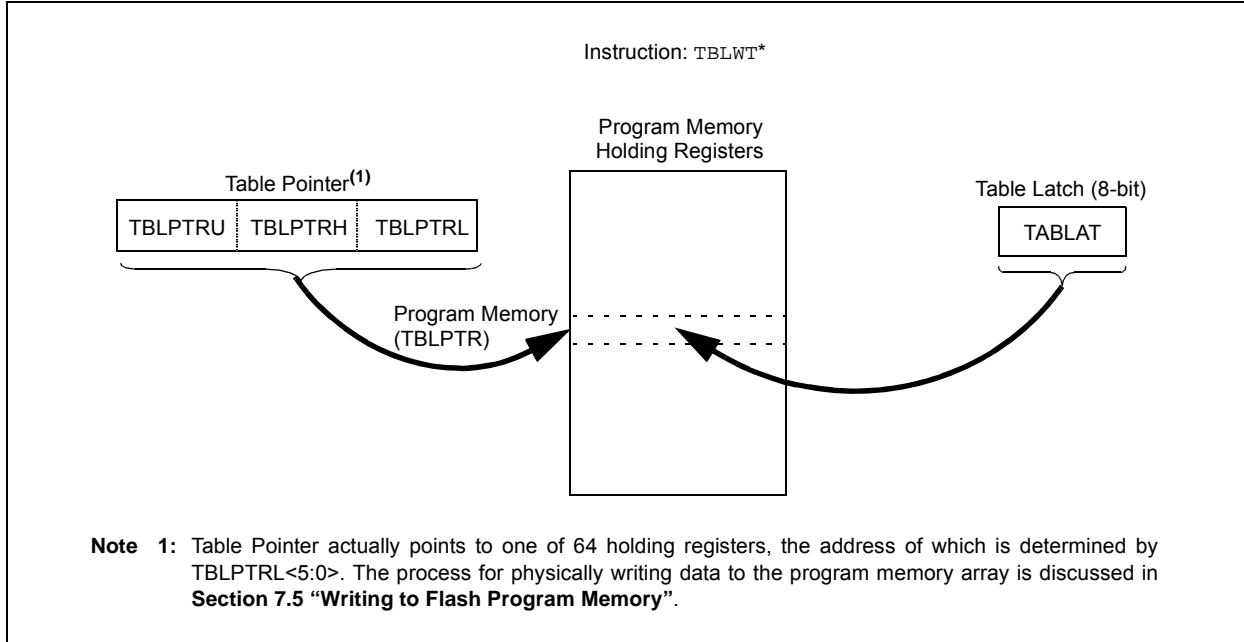 Instruction: TBLWT*
Program Memory
Holding Registers
Table Pointer(1)
Table Latch (8-bit)
TBLPTRU TBLPTRH TBLPTRL
TABLAT
Program Memory
(TBLPTR)
Note 1: Table Pointer actually points to one of 64 holding registers, the address of which is determined by
TBLPTRL<5:0>. The process for physically writing data to the program memory array is discussed in
Section 7.5 “Writing to Flash Program Memory”.